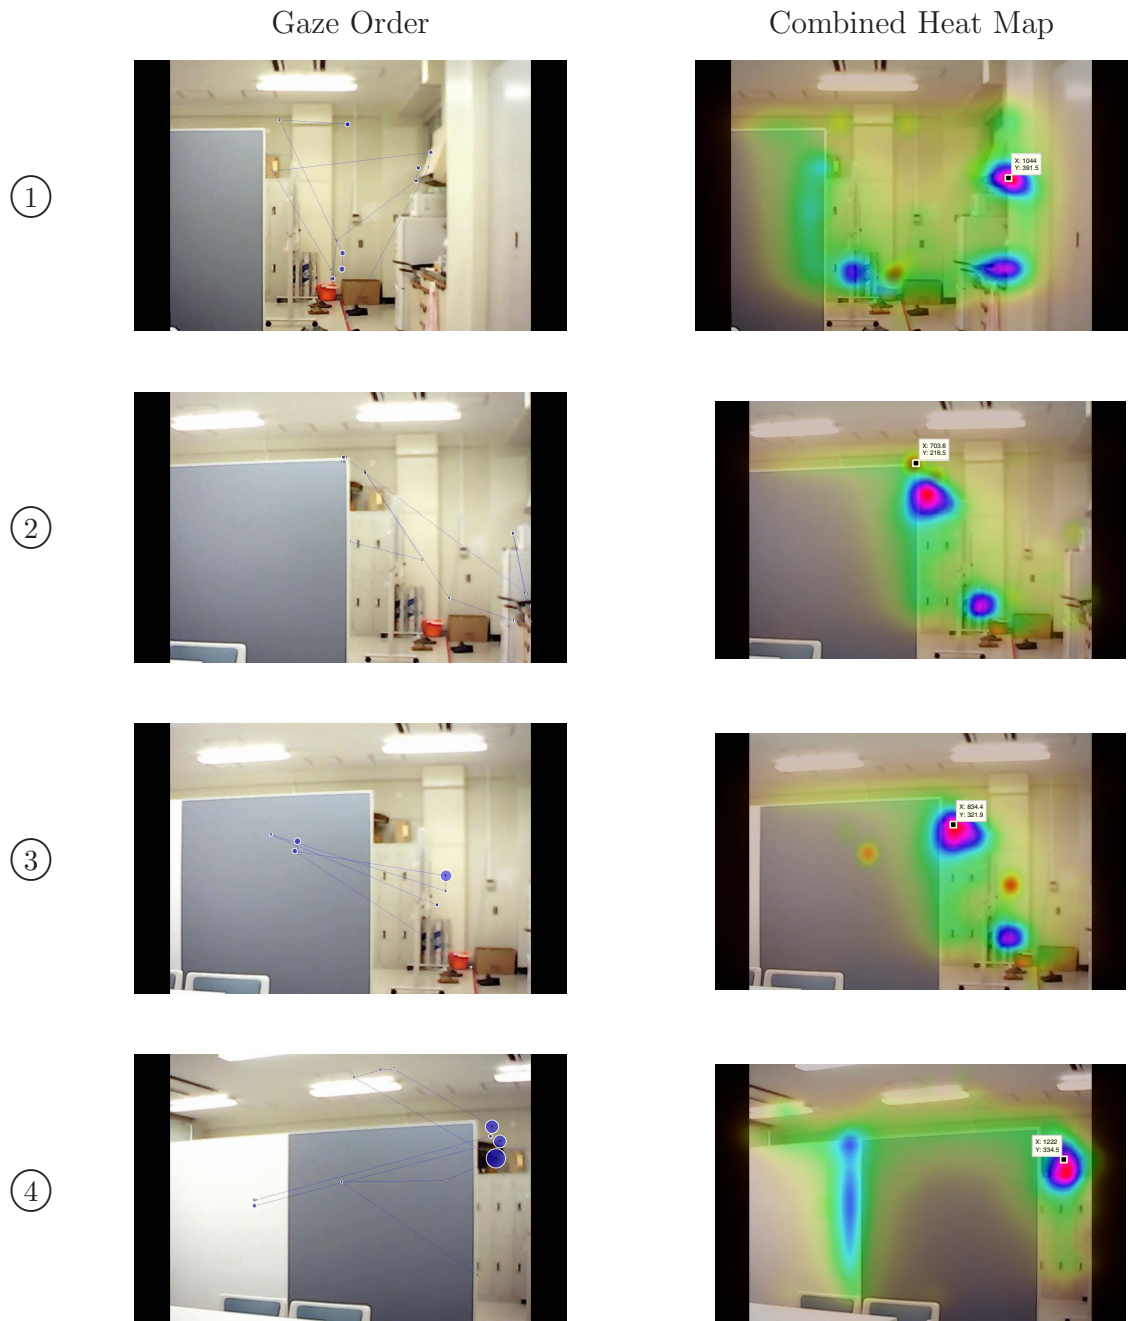 Gaze Order
Combined Heat Map
1
X: 1044
Y: 391.5
2
X: 703.6
Y: 216.5
3
X: 834.4
Y: 321.9
4
X: 1222
Y: 334.5